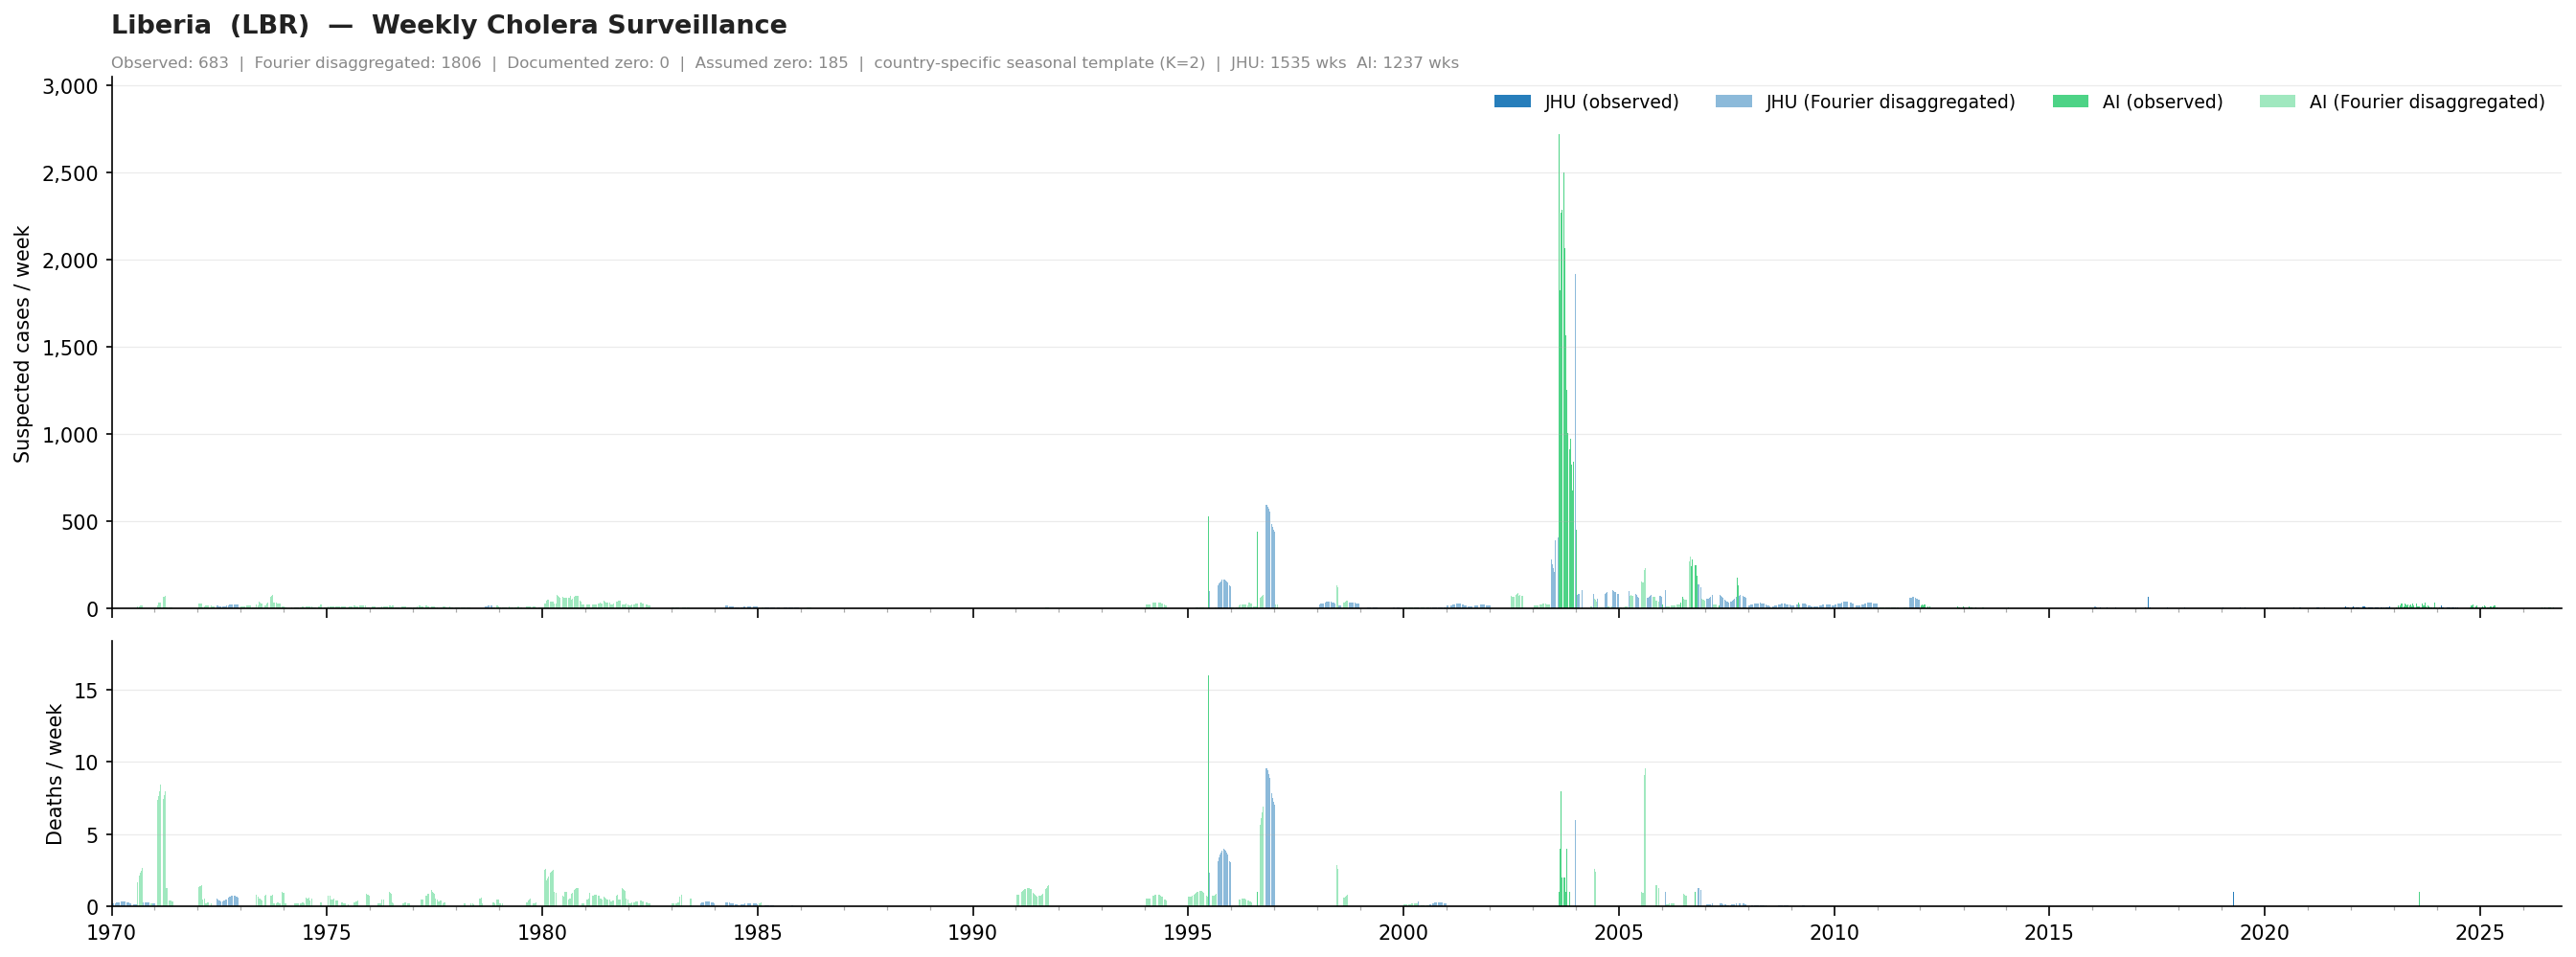 Liberia (LBR) — Weekly Cholera Surveillance
Observed: 683 | Fourier disaggregated: 1806 | Documented zero: 0 | Assumed zero: 185 | country-specific seasonal template (K=2) | JHU: 1535 wks AI: 1237 wks
JHU (observed) JHU (Fourier disaggregated) AI (observed) AI (Fourier disaggregated)
Suspected cases / week
3,000
2,500
2,000
1,500
1,000
500
0
Deaths / week
15
10
5
0
1970 1975 1980 1985 1990 1995 2000 2005 2010 2015 2020 2025